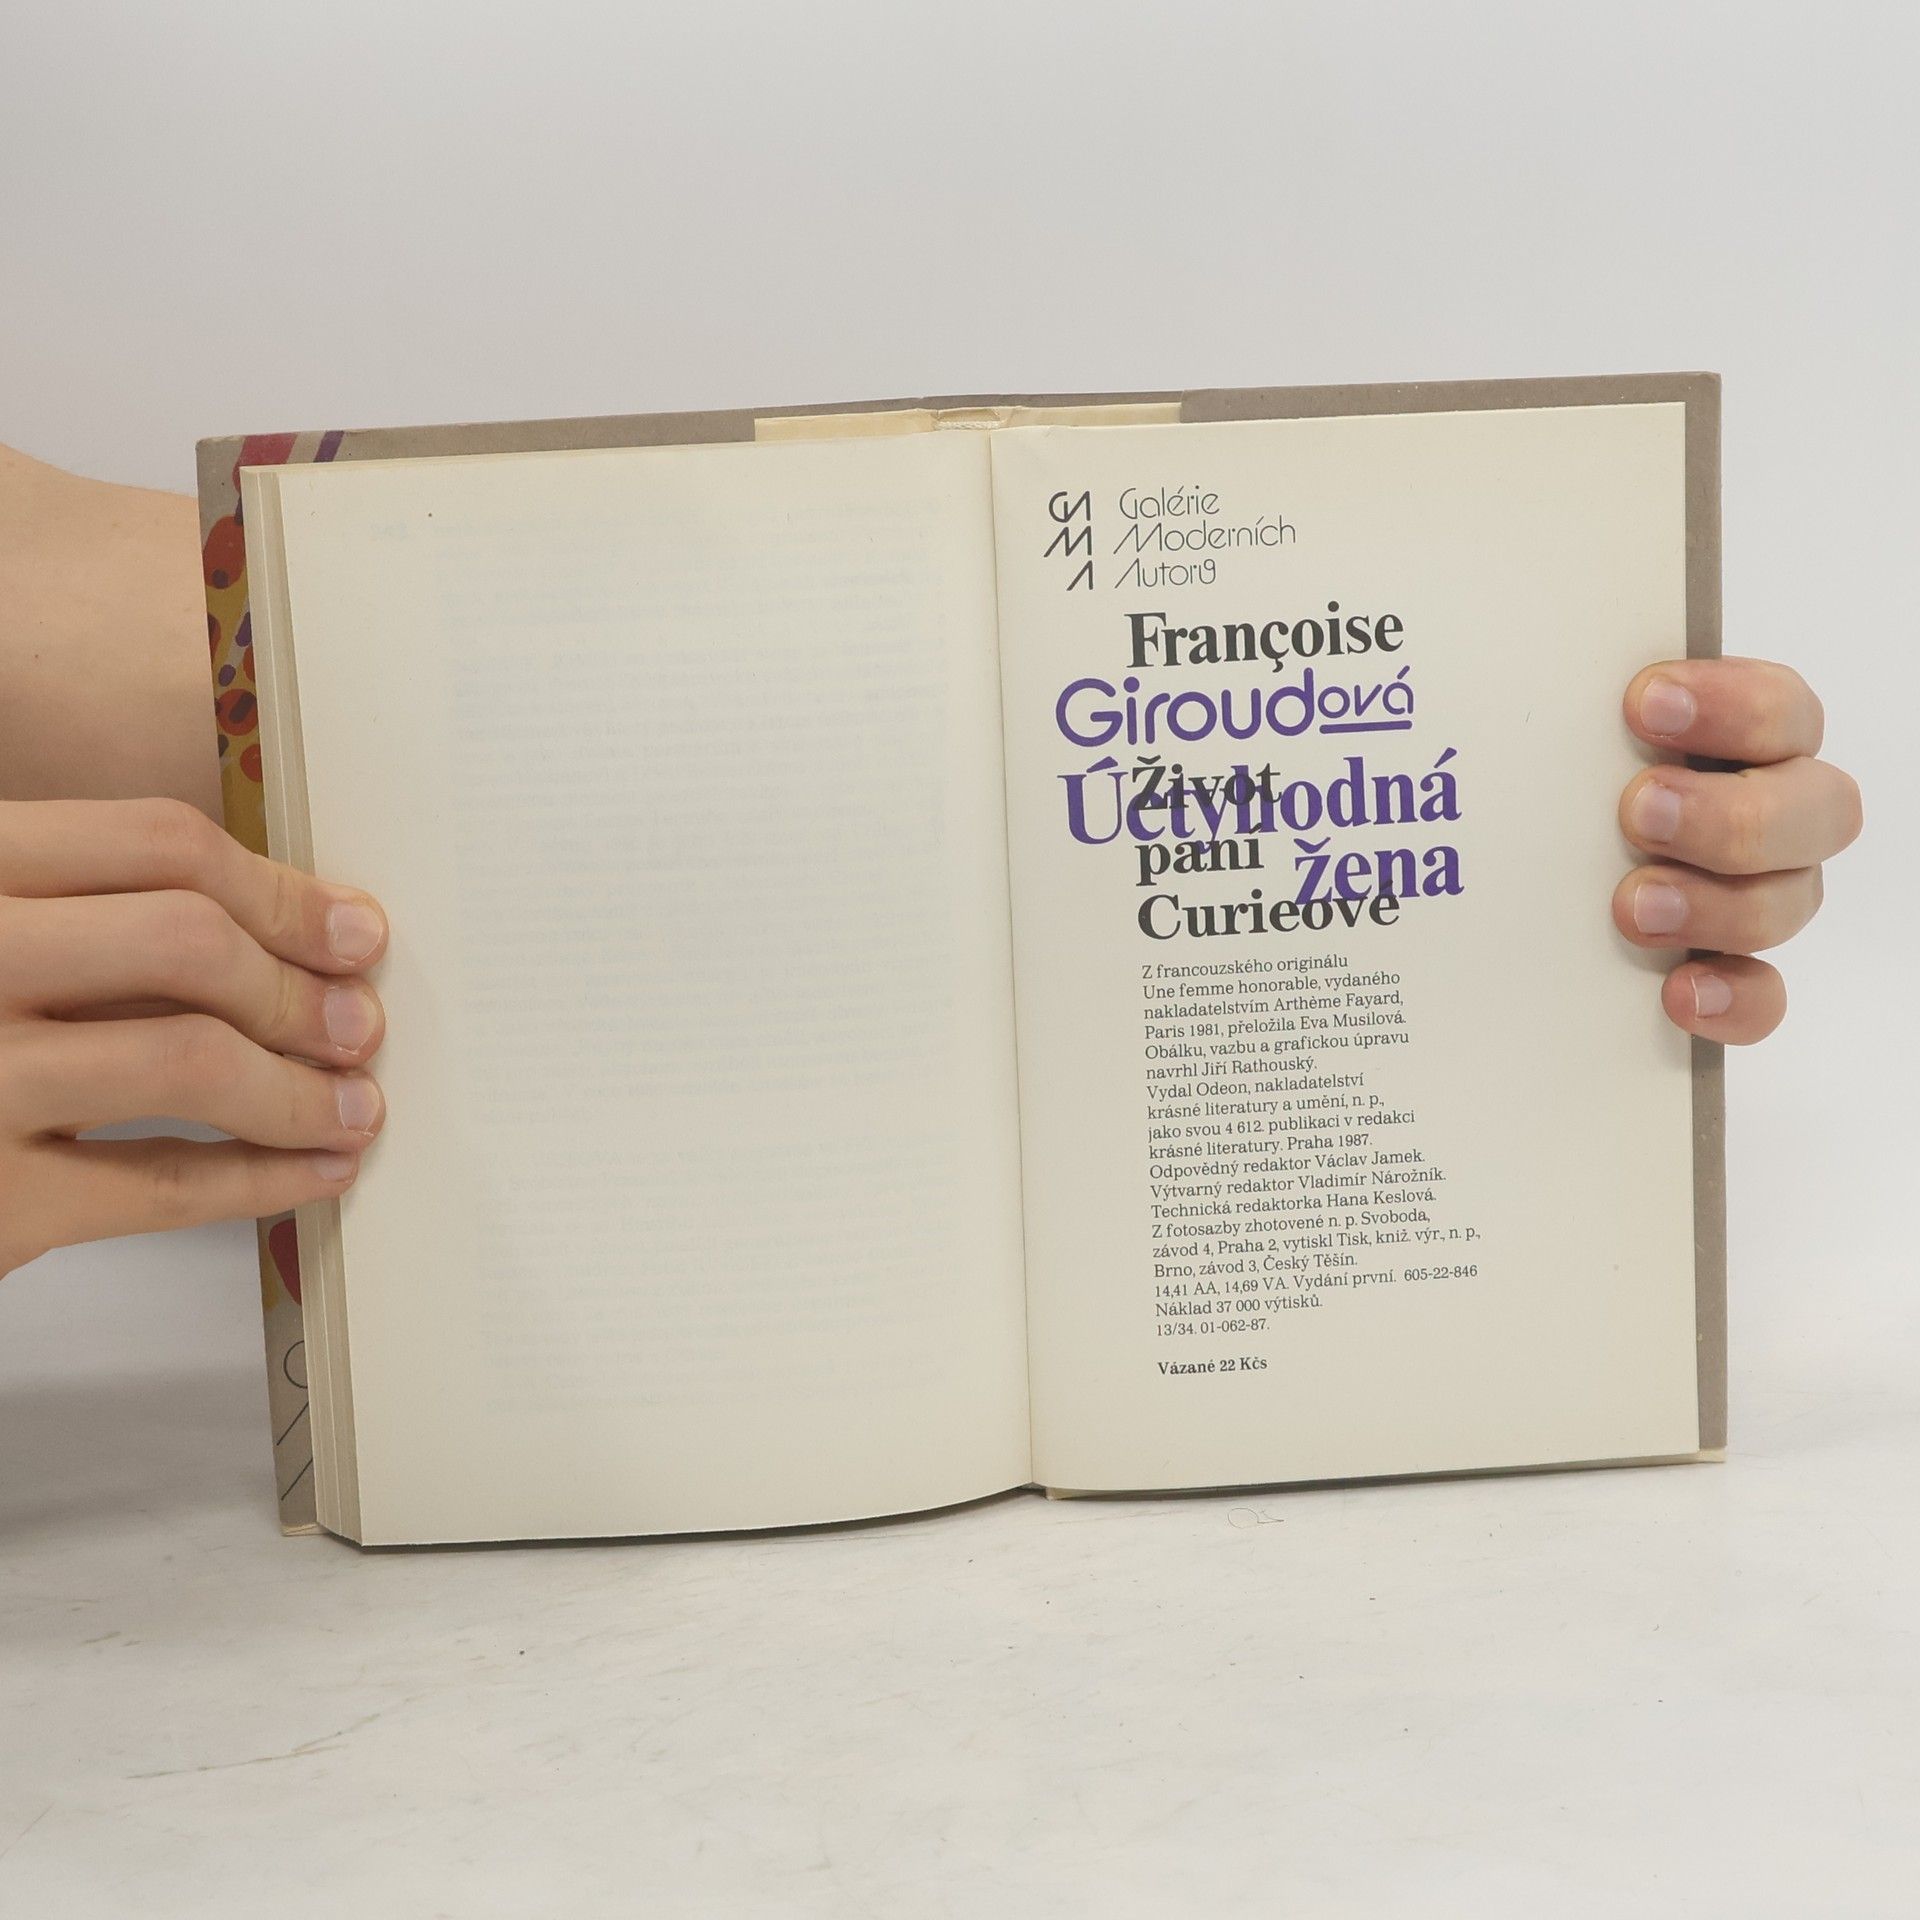 GMA
Galérie
Moderních
Autorů
Françoise
Giroudová
Úctyhodná
žena
Život
paní
Curieové
Z francouzského originálu
Une femme honorable, vydaného
nakladatelstvím Arthème Fayard,
Paris 1981, přeložila Eva Musilová.
Obálku, vazbu a grafickou úpravu
navrhl Jiří Rathouský.
Vydal Odeon, nakladatelství
krásné literatury a umění, n. p.,
jako svou 4 612. publikaci v redakci
krásné literatury. Praha 1987.
Odpovědný redaktor Václav Jamek.
Výtvarný redaktor Vladimír Nárožník.
Technická redaktorka Hana Keslová.
Z fotosazby zhotovené n. p. Svoboda,
závod 4, Praha 2, vytiskl Tisk, kniž. výr., n. p.,
Brno, závod 3, Český Těšín.
14,41 AA, 14,69 VA. Vydání první. 605-22-846
Náklad 37 000 výtisků.
13/34. 01-062-87.
Vázané 22 Kčs